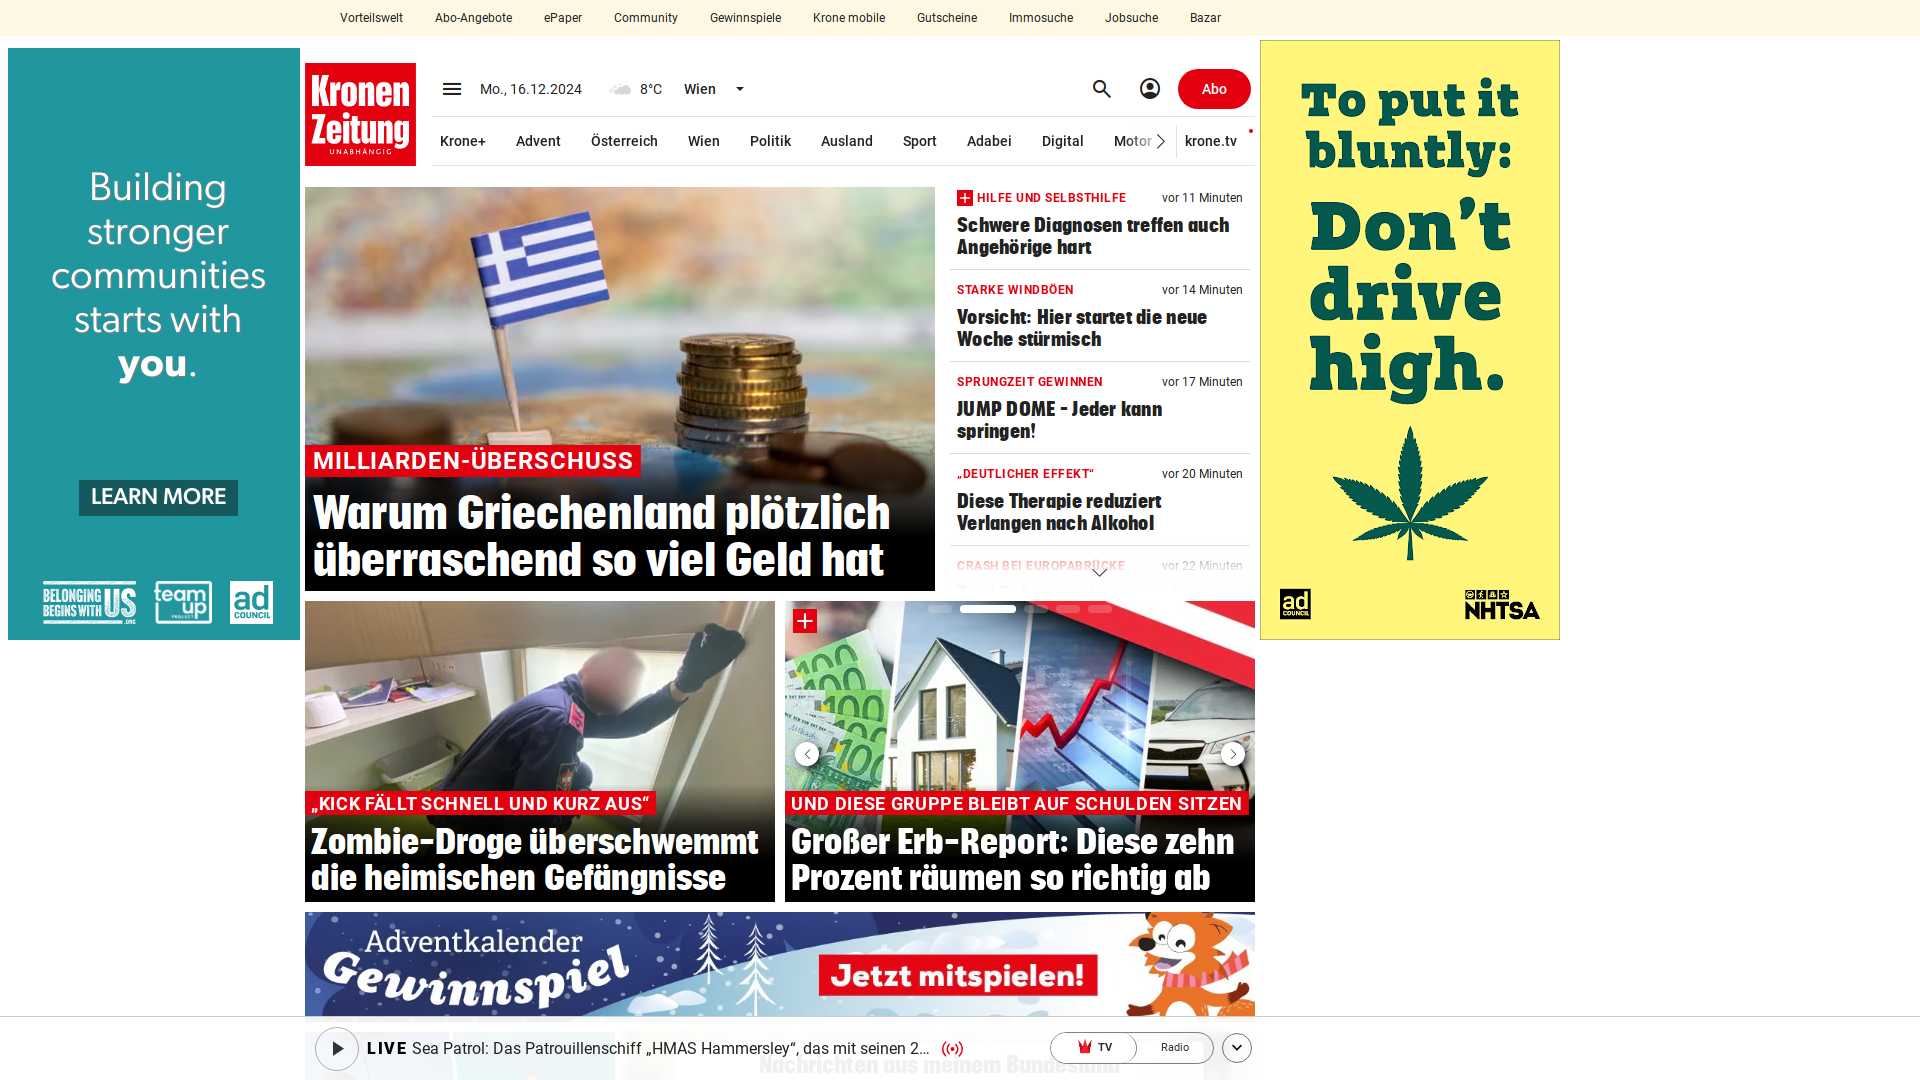 Vorteilswelt
Abo-Angebote
ePaper
Community
Gewinnspiele
Krone mobile
Gutscheine
Immosuche
Jobsuche
Bazar
Building
stronger
communities
starts with
you.
LEARN MORE
BELONGING
BEGINS WITH US
.ORG
team
up
PROJECT
ad
COUNCIL
Kronen
Zeitung
UNABHÄNGIG
Mo., 16.12.2024
8°C
Wien
Abo
Krone+
Advent
Österreich
Wien
Politik
Ausland
Sport
Adabei
Digital
Motor
krone.tv
MILLIARDEN-ÜBERSCHUSS
Warum Griechenland plötzlich
überraschend so viel Geld hat
HILFE UND SELBSTHILFE
vor 11 Minuten
Schwere Diagnosen treffen auch
Angehörige hart
STARKE WINDBÖEN
vor 14 Minuten
Vorsicht: Hier startet die neue
Woche stürmisch
SPRUNGZEIT GEWINNEN
vor 17 Minuten
JUMP DOME - Jeder kann
springen!
„DEUTLICHER EFFEKT“
vor 20 Minuten
Diese Therapie reduziert
Verlangen nach Alkohol
CRASH BEI EUROPABRÜCKE
vor 22 Minuten
„KICK FÄLLT SCHNELL UND KURZ AUS“
Zombie-Droge überschwemmt
die heimischen Gefängnisse
100
100
100
UND DIESE GRUPPE BLEIBT AUF SCHULDEN SITZEN
Großer Erb-Report: Diese zehn
Prozent räumen so richtig ab
Adventkalender
Gewinnspiel
Jetzt mitspielen!
LIVE Sea Patrol: Das Patrouillenschiff „HMAS Hammersley“, das mit seinen 2…
TV
Radio
Nachrichten aus meinem Bundesland
To put it
bluntly:
Don't
drive
high.
ad
COUNCIL
NHTSA